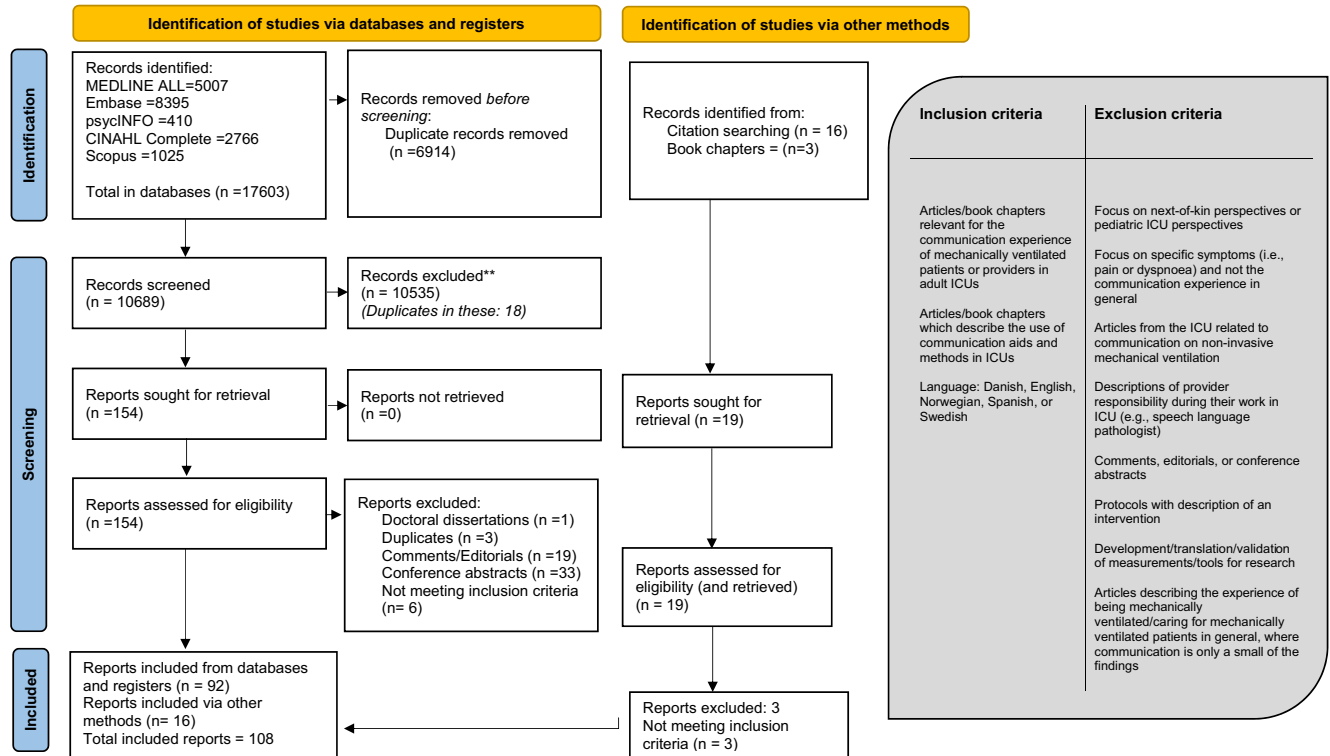 Identification of studies via databases and registers
Identification of studies via other methods
Identification
Records identified:
MEDLINE ALL=5007
Embase =8395
psycINFO =410
CINAHL Complete =2766
Scopus =1025
Total in databases (n =17603)
Records removed before
screening:
Duplicate records removed
(n =6914)
Records identified from:
Citation searching (n = 16)
Book chapters = (n=3)
Screening
Records screened
(n = 10689)
Records excluded**
(n = 10535)
(Duplicates in these: 18)
Reports sought for retrieval
(n =154)
Reports not retrieved
(n =0)
Reports sought for
retrieval (n =19)
Reports assessed for eligibility
(n =154)
Reports excluded:
Doctoral dissertations (n =1)
Duplicates (n =3)
Comments/Editorials (n =19)
Conference abstracts (n =33)
Not meeting inclusion criteria
(n= 6)
Reports assessed for
eligibility (and retrieved)
(n = 19)
Included
Reports included from databases
and registers (n = 92)
Reports included via other
methods (n= 16)
Total included reports = 108
Reports excluded: 3
Not meeting inclusion
criteria (n = 3)
Inclusion criteria
Articles/book chapters
relevant for the
communication experience
of mechanically ventilated
patients or providers in
adult ICUs
Articles/book chapters
which describe the use of
communication aids and
methods in ICUs
Language: Danish, English,
Norwegian, Spanish, or
Swedish
Exclusion criteria
Focus on next-of-kin perspectives or
pediatric ICU perspectives
Focus on specific symptoms (i.e.,
pain or dyspnoea) and not the
communication experience in
general
Articles from the ICU related to
communication on non-invasive
mechanical ventilation
Descriptions of provider
responsibility during their work in
ICU (e.g., speech language
pathologist)
Comments, editorials, or conference
abstracts
Protocols with description of an
intervention
Development/translation/validation
of measurements/tools for research
Articles describing the experience of
being mechanically
ventilated/caring for mechanically
ventilated patients in general, where
communication is only a small of the
findings